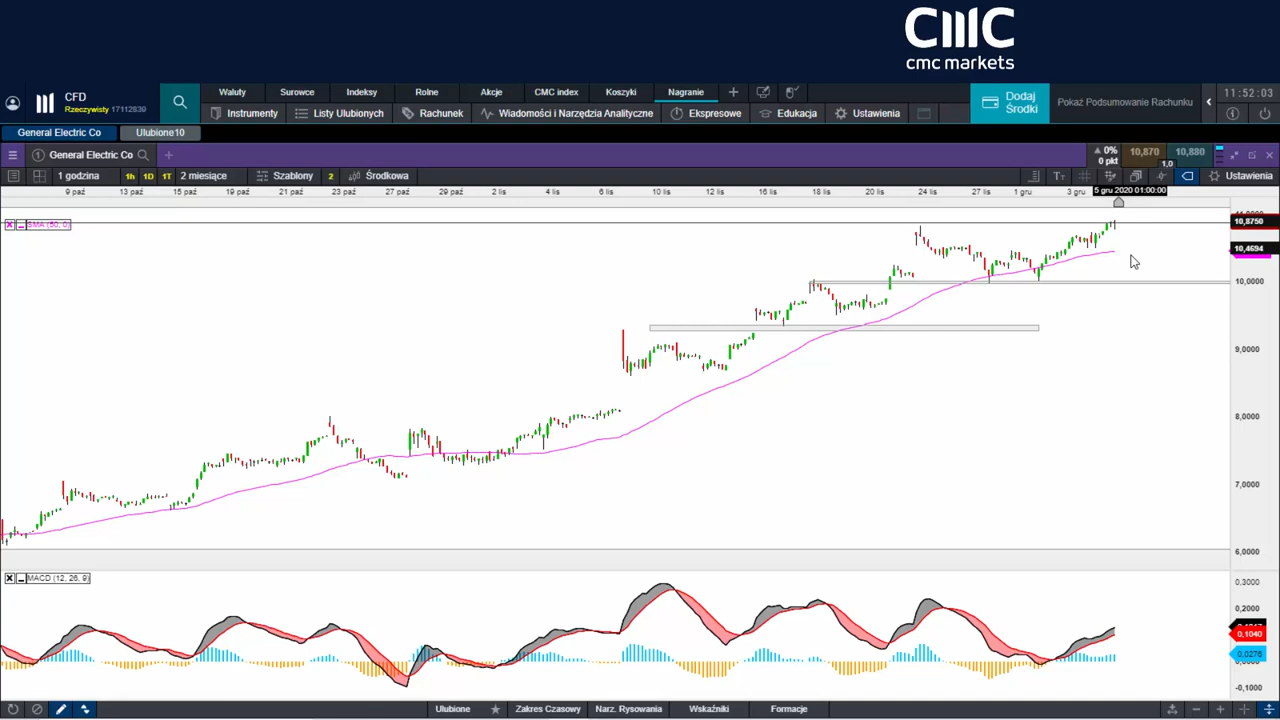 CMC
cmc markets
CFD
Rzeczywisty 17112839
Waluty Surowce Indeksy Rolne Akcje CMC index Koszyki Nagranie
Dodaj Środki
Pokaż Podsumowanie Rachunku
11:52:03
Instrumenty Listy Ulubionych Rachunek Wiadomości i Narzędzia Analityczne Ekspresowe Edukacja Ustawienia
General Electric Co Ulubione10
1 General Electric Co
0% 10,870 10,880
0 pkt 1,0
1 godzina 1h 1D 1T 2 miesiące Szablony 2 Środkowa Ustawienia
9 paź 13 paź 15 paź 19 paź 21 paź 23 paź 27 paź 2 lis 4 lis 6 lis 10 lis 12 lis 16 lis 18 lis 20 lis 24 lis 27 lis 1 gru 3 gru 5 gru 2020 01:00:00
SMA (50, 0)
10,8750
10,4694
10,0000
9,0000
8,0000
7,0000
6,0000
MACD (12, 26, 9)
0,3000
0,2000
0,1040
0,0276
-0,1000
Ulubione Zakres Czasowy Narz. Rysowania Wskaźniki Formacje